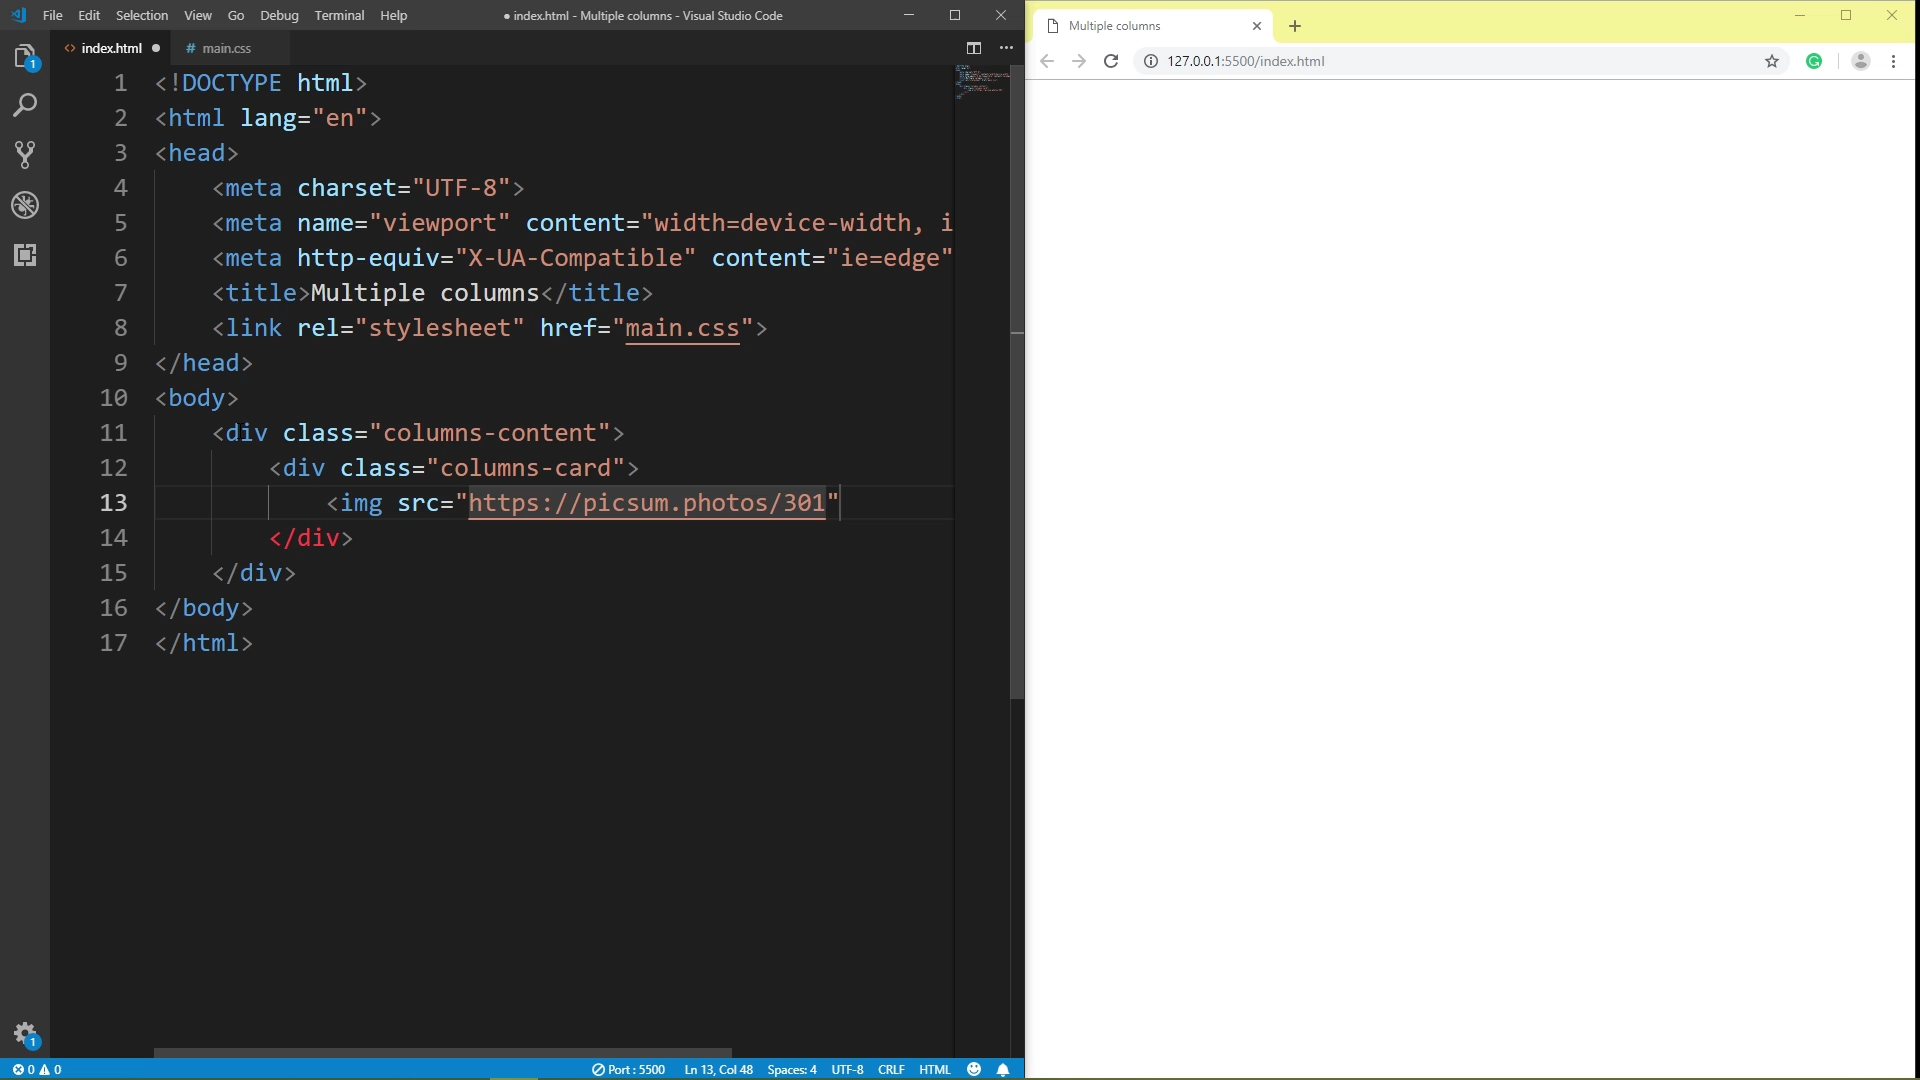 File Edit Selection View Go Debug Terminal Help
● index.html - Multiple columns - Visual Studio Code
Multiple columns
index.html
# main.css
127.0.0.1:5500/index.html
1 <!DOCTYPE html>
2 <html lang="en">
3 <head>
4 <meta charset="UTF-8">
5 <meta name="viewport" content="width=device-width, i
6 <meta http-equiv="X-UA-Compatible" content="ie=edge"
7 <title>Multiple columns</title>
8 <link rel="stylesheet" href="main.css">
9 </head>
10 <body>
11 <div class="columns-content">
12 <div class="columns-card">
13 <img src="https://picsum.photos/301"
14 </div>
15 </div>
16 </body>
17 </html>
1
1
0 0
Port : 5500 Ln 13, Col 48 Spaces: 4 UTF-8 CRLF HTML